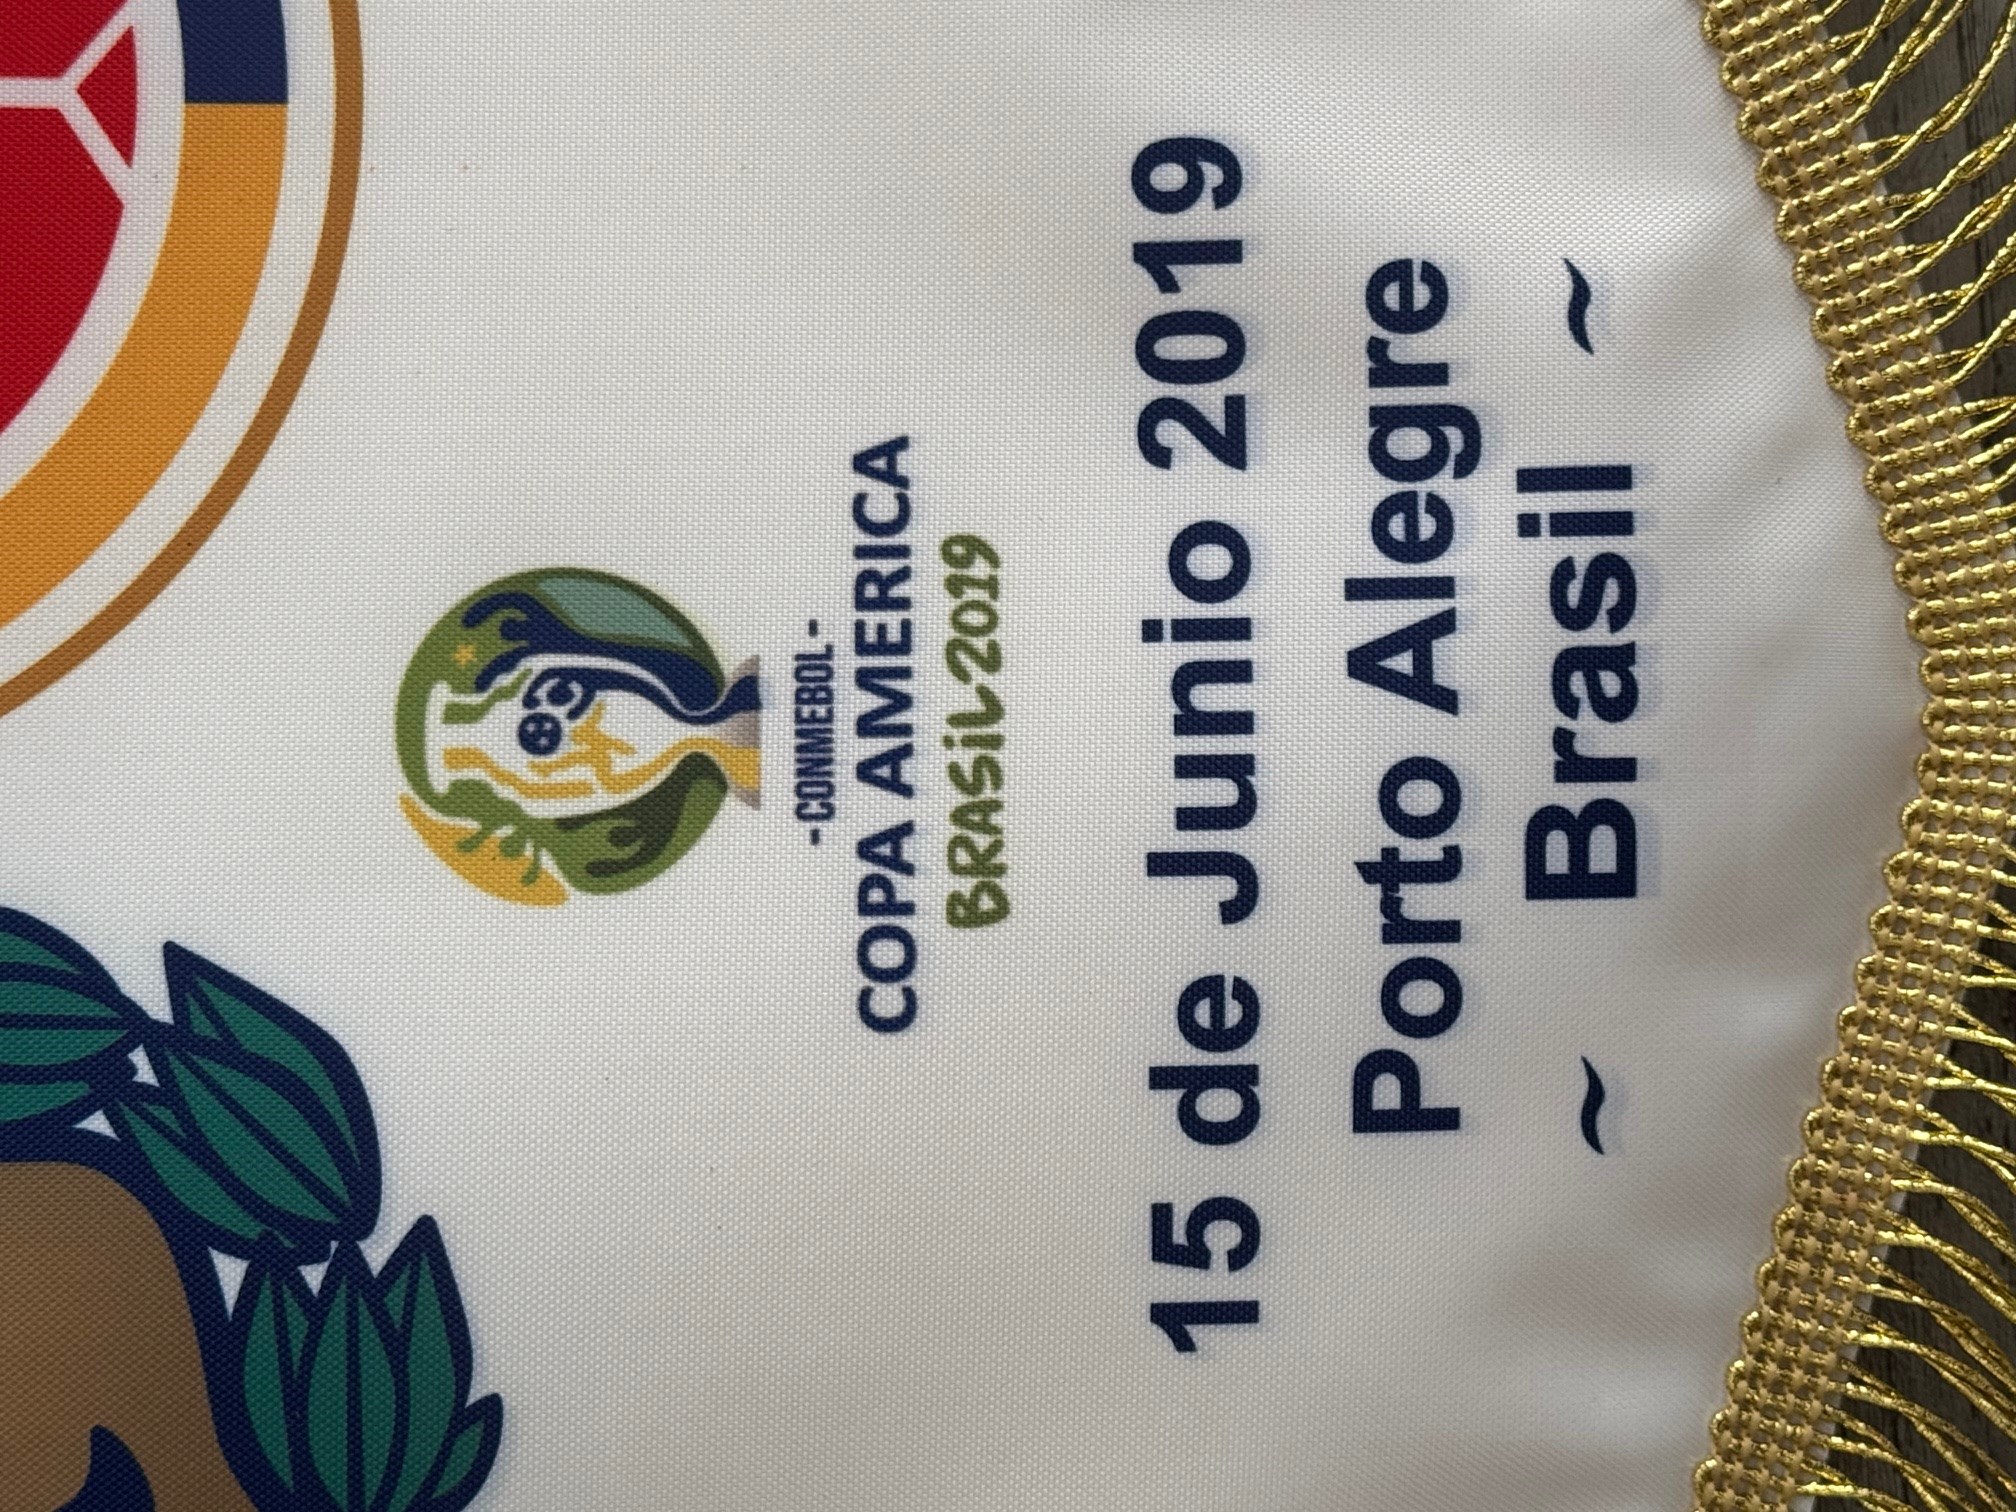 -CONMEBOL-
COPA AMERICA
BRASIL2019
15 de Junio 2019
Porto Alegre
~ Brasil ~